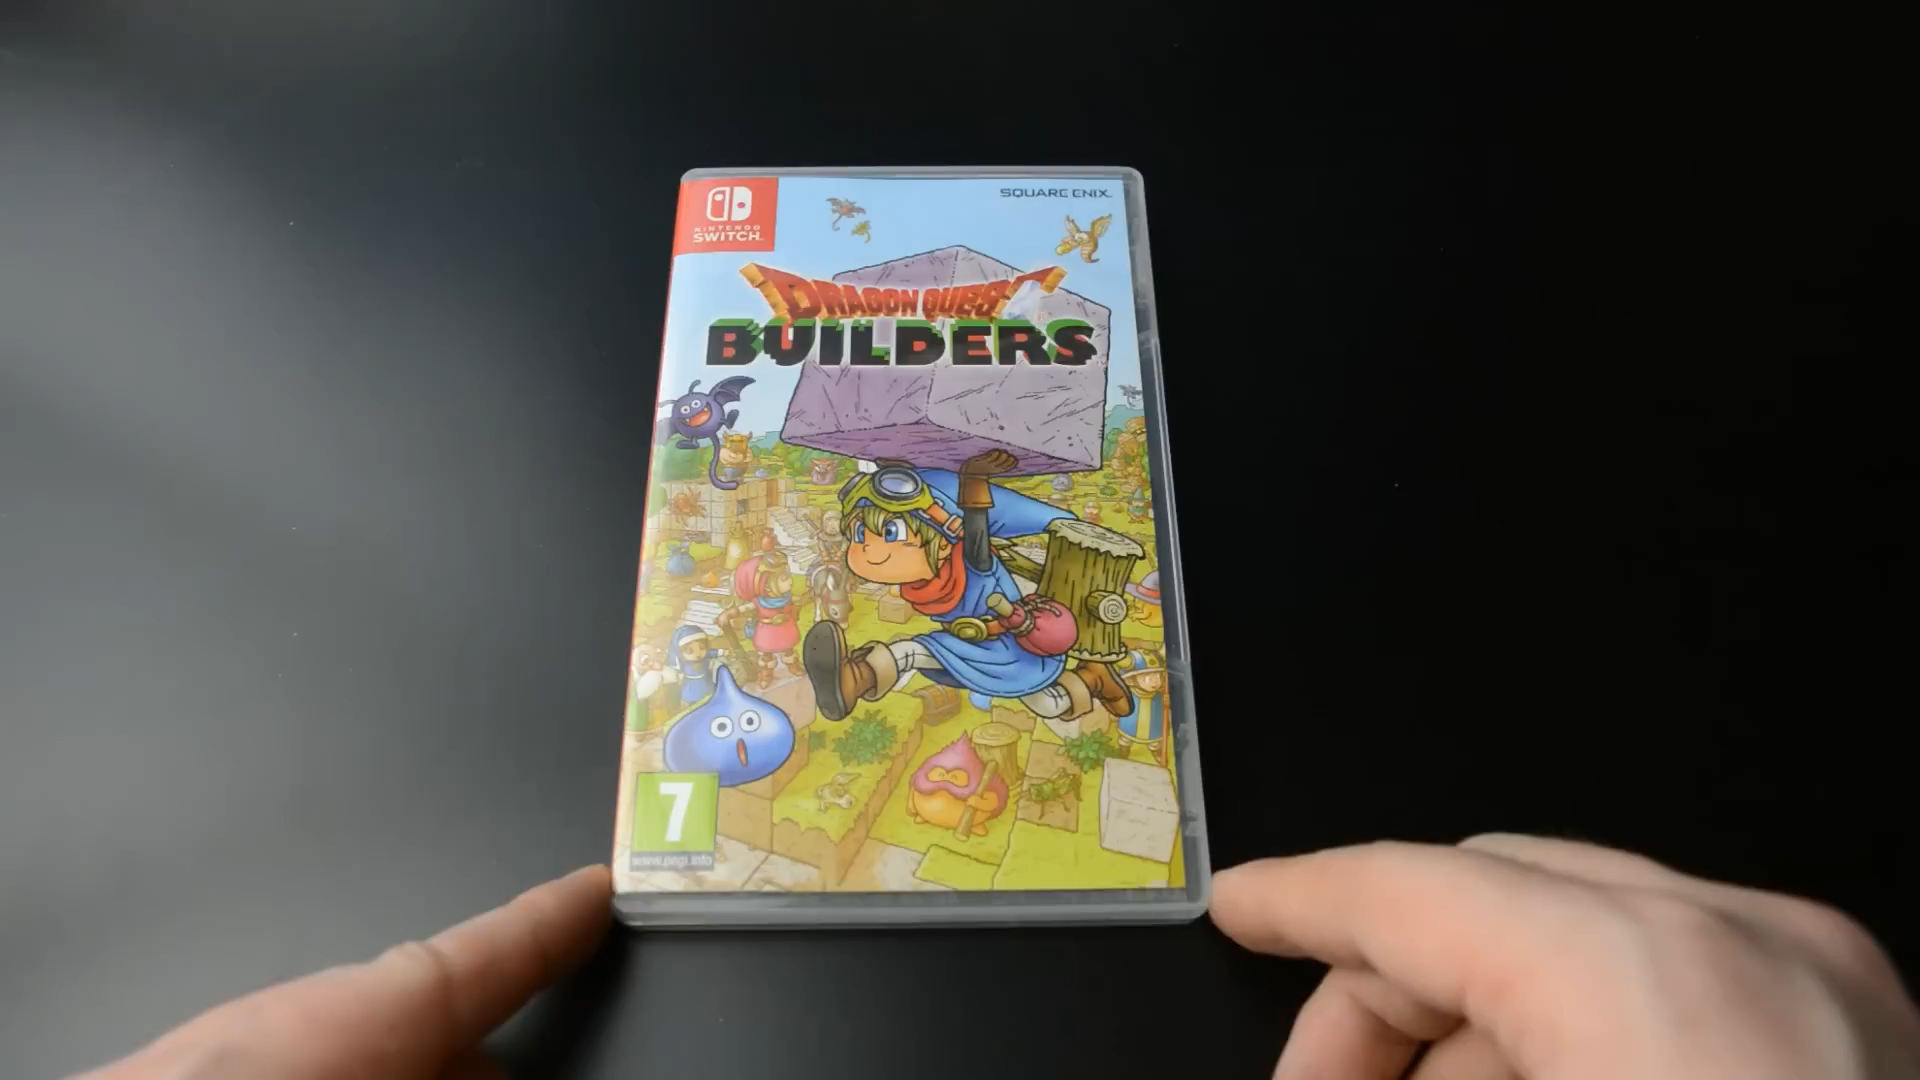 NINTENDO
SWITCH
SQUARE ENIX
DRAGON QUEST
BUILDERS
7
www.pegi.info